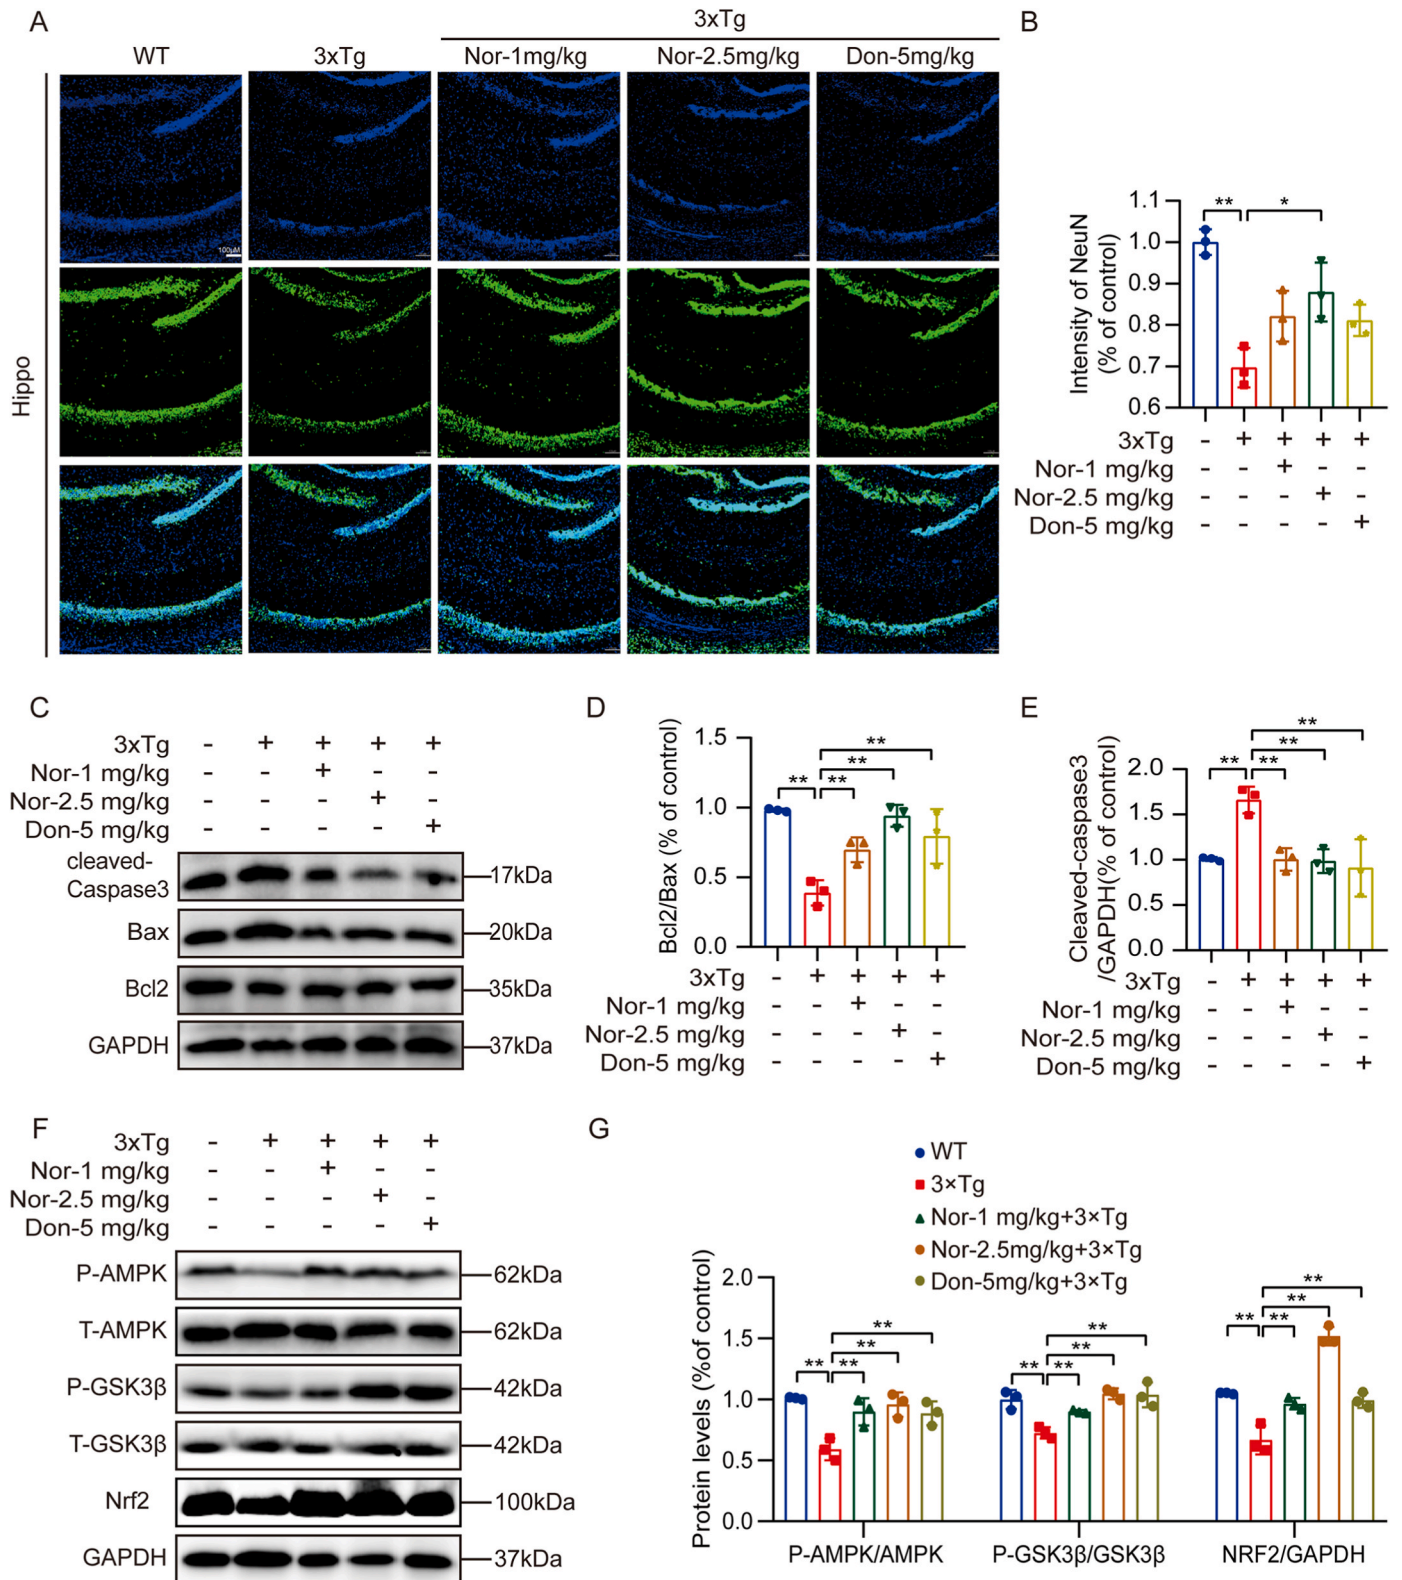 A
3xTg
WT
3xTg
Nor-1mg/kg
Nor-2.5mg/kg
Don-5mg/kg
Hippo
100μM
B
Intensity of NeuN
(% of control)
1.1
1.0
0.9
0.8
0.7
0.6
** *
3xTg - + + + +
Nor-1 mg/kg - - + - -
Nor-2.5 mg/kg - - - + -
Don-5 mg/kg - - - - +
C
3xTg - + + + +
Nor-1 mg/kg - - + - -
Nor-2.5 mg/kg - - - + -
Don-5 mg/kg - - - - +
cleaved-
Caspase3
17kDa
Bax 20kDa
Bcl2 35kDa
GAPDH 37kDa
D
Bcl2/Bax (% of control)
1.5
1.0
0.5
0.0
**
**
** **
3xTg - + + + +
Nor-1 mg/kg - - + - -
Nor-2.5 mg/kg - - - + -
Don-5 mg/kg - - - - +
E
Cleaved-caspase3
/GAPDH(% of control)
2.0
1.5
1.0
0.5
0.0
**
**
** **
3xTg - + + + +
Nor-1 mg/kg - - + - -
Nor-2.5 mg/kg - - - + -
Don-5 mg/kg - - - - +
F
3xTg - + + + +
Nor-1 mg/kg - - + - -
Nor-2.5 mg/kg - - - + -
Don-5 mg/kg - - - - +
P-AMPK 62kDa
T-AMPK 62kDa
P-GSK3β 42kDa
T-GSK3β 42kDa
Nrf2 100kDa
GAPDH 37kDa
G
WT
3×Tg
Nor-1 mg/kg+3×Tg
Nor-2.5mg/kg+3×Tg
Don-5mg/kg+3×Tg
Protein levels (%of control)
2.0
1.5
1.0
0.5
0.0
**
**
** **
**
**
** **
**
**
** **
P-AMPK/AMPK
P-GSK3β/GSK3β
NRF2/GAPDH